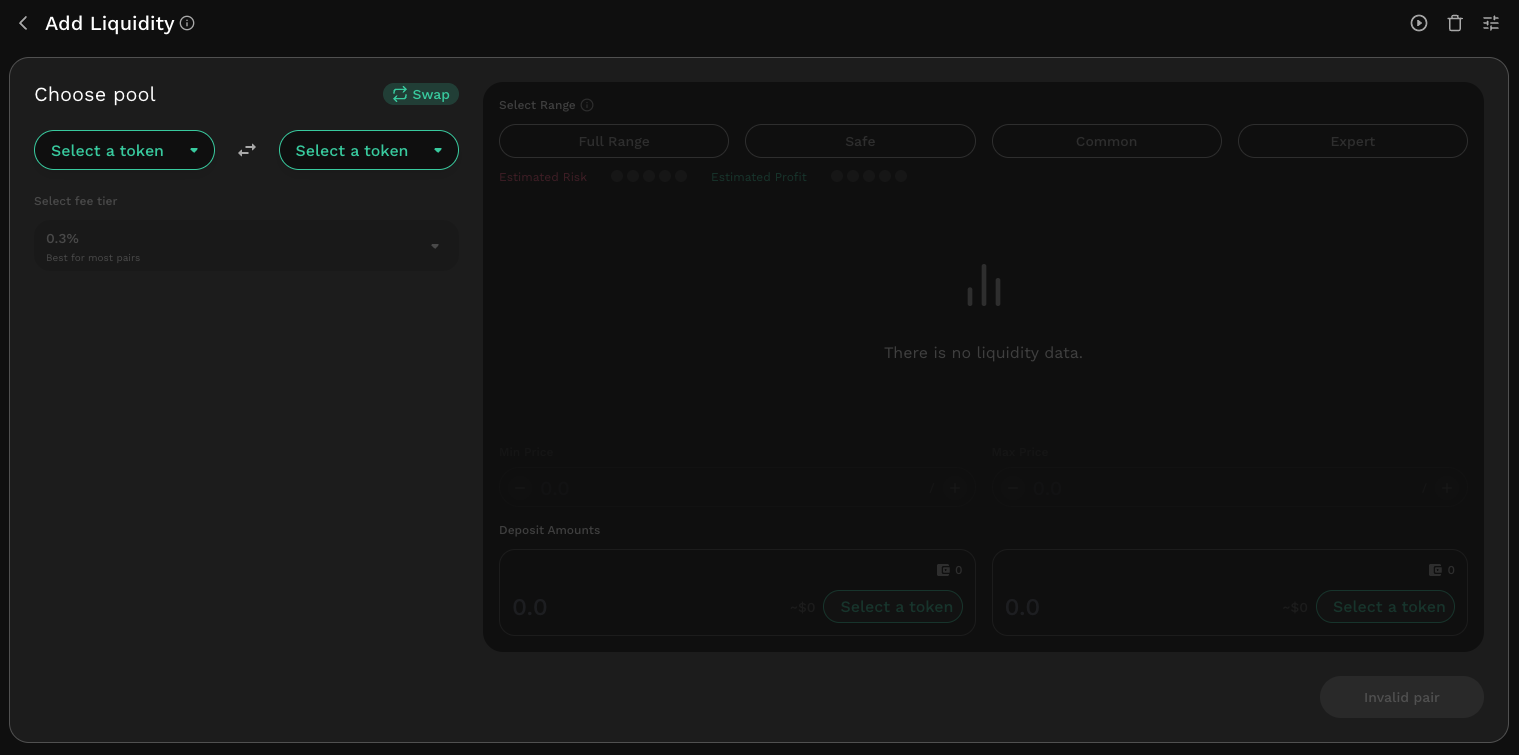 Add Liquidity
Choose pool
Swap
Select a token
Select a token
Select fee tier
0.3%
Best for most pairs
Select Range
Full Range
Safe
Common
Expert
Estimated Risk
Estimated Profit
There is no liquidity data.
Min Price
Max Price
0.0
/
0.0
/
Deposit Amounts
0
0.0
~$0
Select a token
0
0.0
~$0
Select a token
Invalid pair